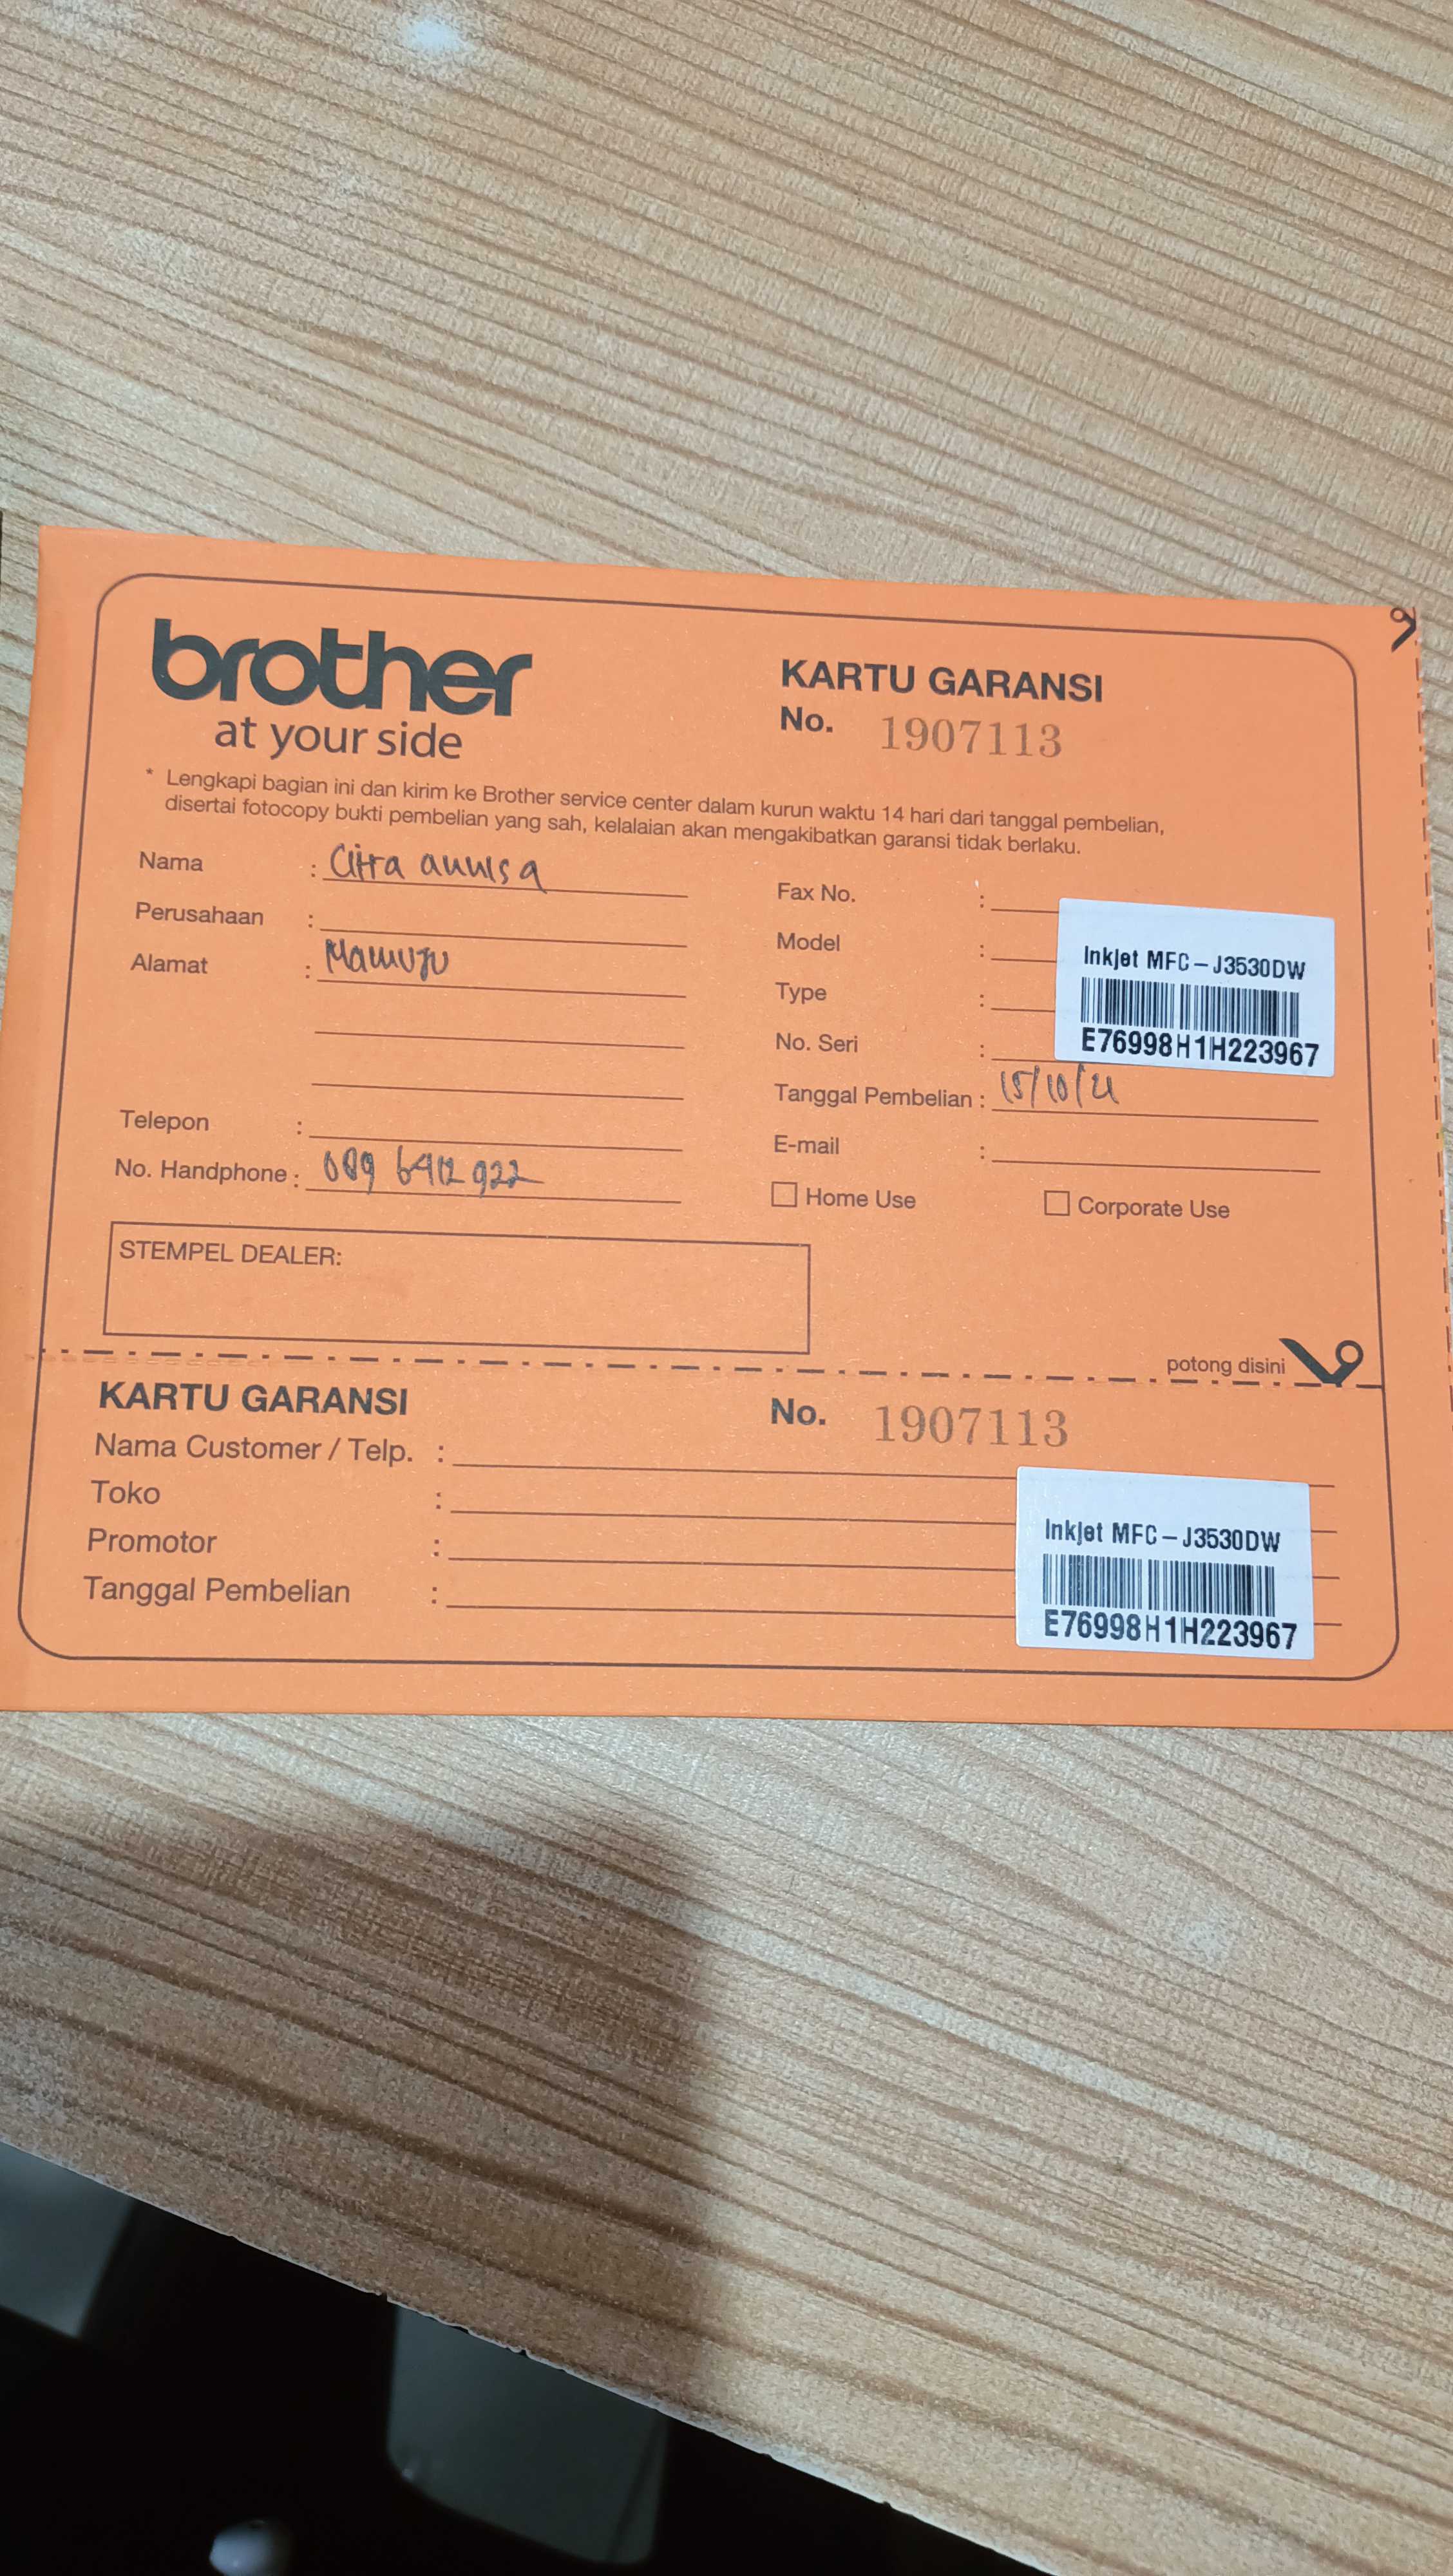 brother
at your side
KARTU GARANSI
No. 1907113
* Lengkapi bagian ini dan kirim ke Brother service center dalam kurun waktu 14 hari dari tanggal pembelian,
disertai fotocopy bukti pembelian yang sah, kelalaian akan mengakibatkan garansi tidak berlaku.
Nama : Citra annisa
Perusahaan :
Alamat : Mamuju
Telepon :
No. Handphone : 089 6912 922
Fax No. :
Model :
Type :
No. Seri :
Inkjet MFC-J3530DW
E76998H1H223967
Tanggal Pembelian : 15/10/21
E-mail :
Home Use Corporate Use
STEMPEL DEALER:
potong disini
KARTU GARANSI
No. 1907113
Nama Customer / Telp. :
Toko :
Promotor :
Tanggal Pembelian :
Inkjet MFC-J3530DW
E76998H1H223967